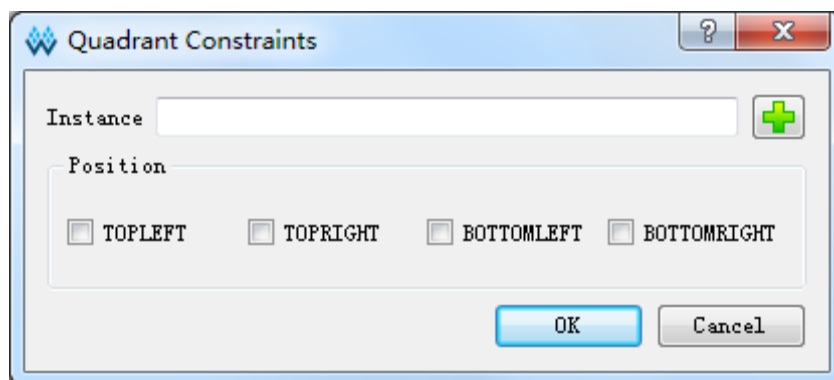 Quadrant Constraints
Instance
Position
TOPLEFT TOPRIGHT BOTTOMLEFT BOTTOMRIGHT
OK Cancel